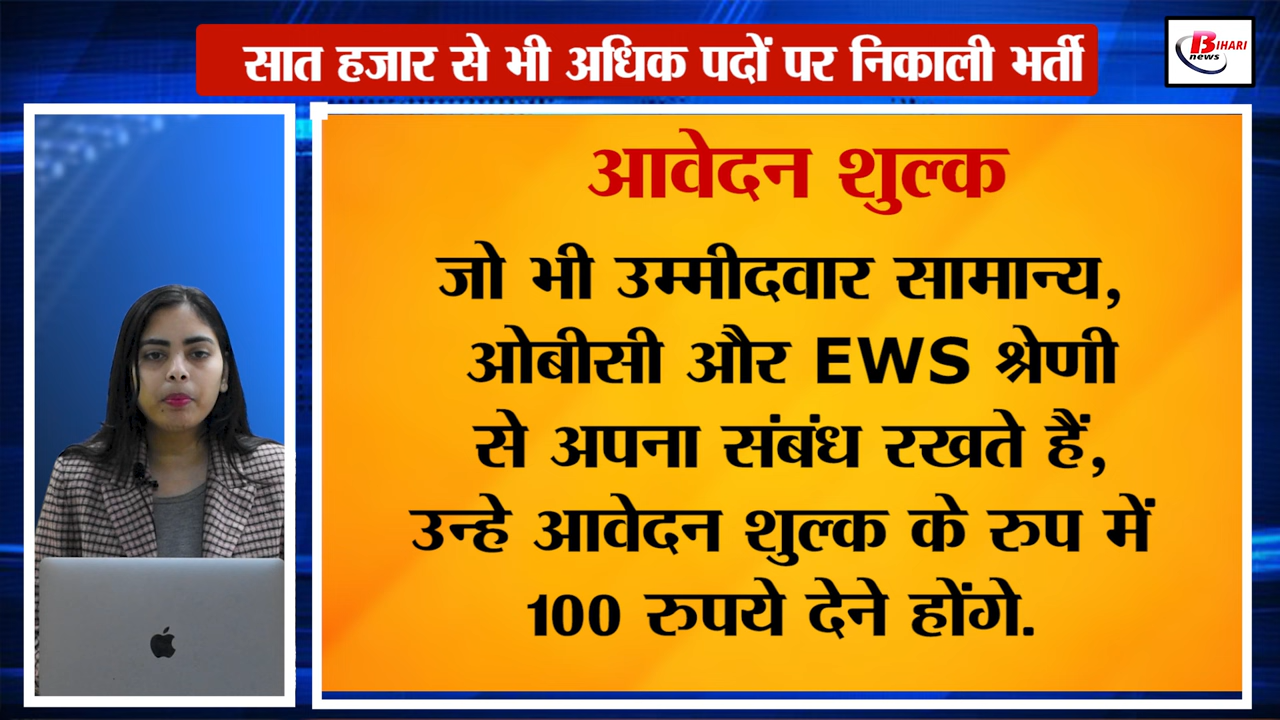 सात हजार से भी अधिक पदों पर निकाली भर्ती
BIHARI
news
आवेदन शुल्क
जो भी उम्मीदवार सामान्य,
ओबीसी और EWS श्रेणी
से अपना संबंध रखते हैं,
उन्हे आवेदन शुल्क के रुप में
100 रुपये देने होंगे.